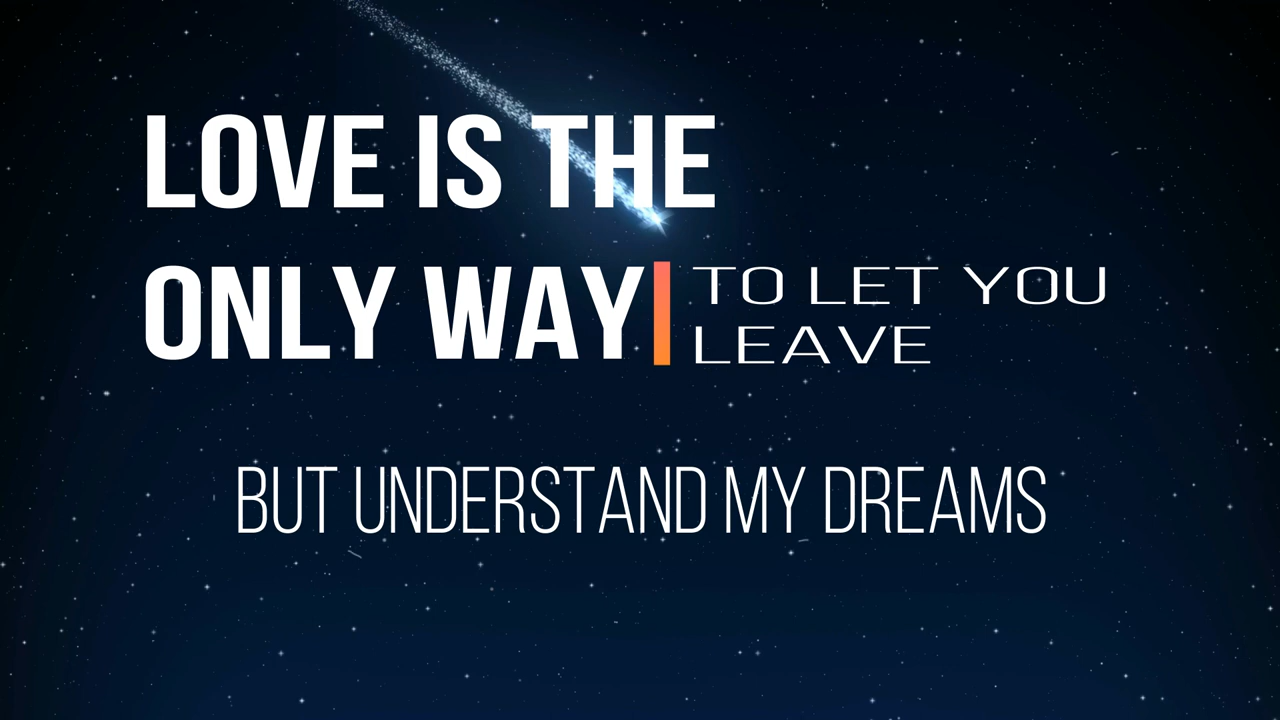 LOVE IS THE
ONLY WAY
TO LET YOU
LEAVE
BUT UNDERSTAND MY DREAMS